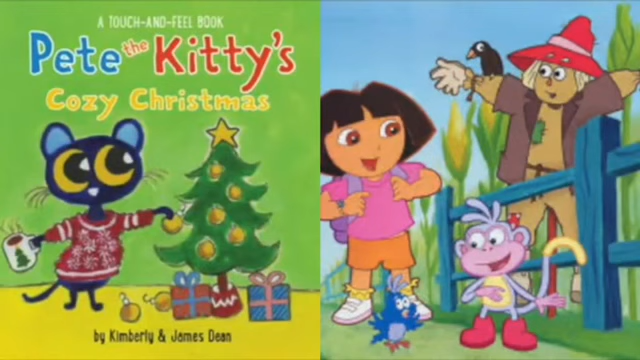 A TOUCH-AND-FEEL BOOK
Pete the Kitty's
Cozy Christmas
by Kimberly & James Dean